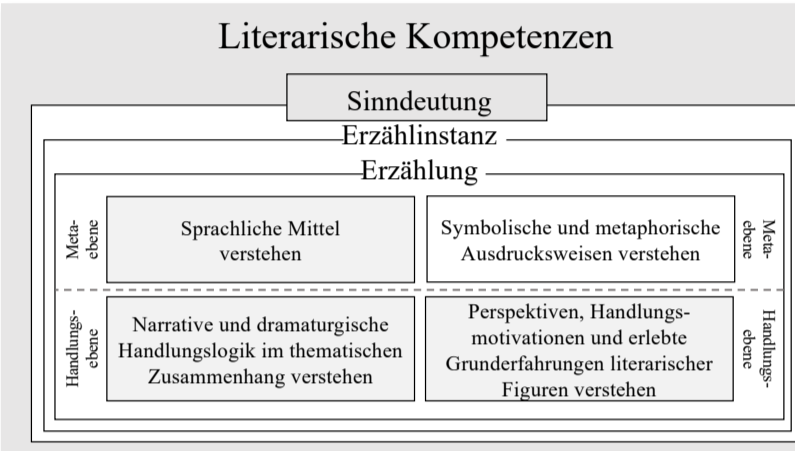 Literarische Kompetenzen
Sinndeutung
Erzählinstanz
Erzählung
Meta-
ebene
Sprachliche Mittel
verstehen
Symbolische und metaphorische
Ausdrucksweisen verstehen
Meta-
ebene
Handlungs-
ebene
Narrative und dramaturgische
Handlungslogik im thematischen
Zusammenhang verstehen
Perspektiven, Handlungs-
motivationen und erlebte
Grunderfahrungen literarischer
Figuren verstehen
Handlungs-
ebene